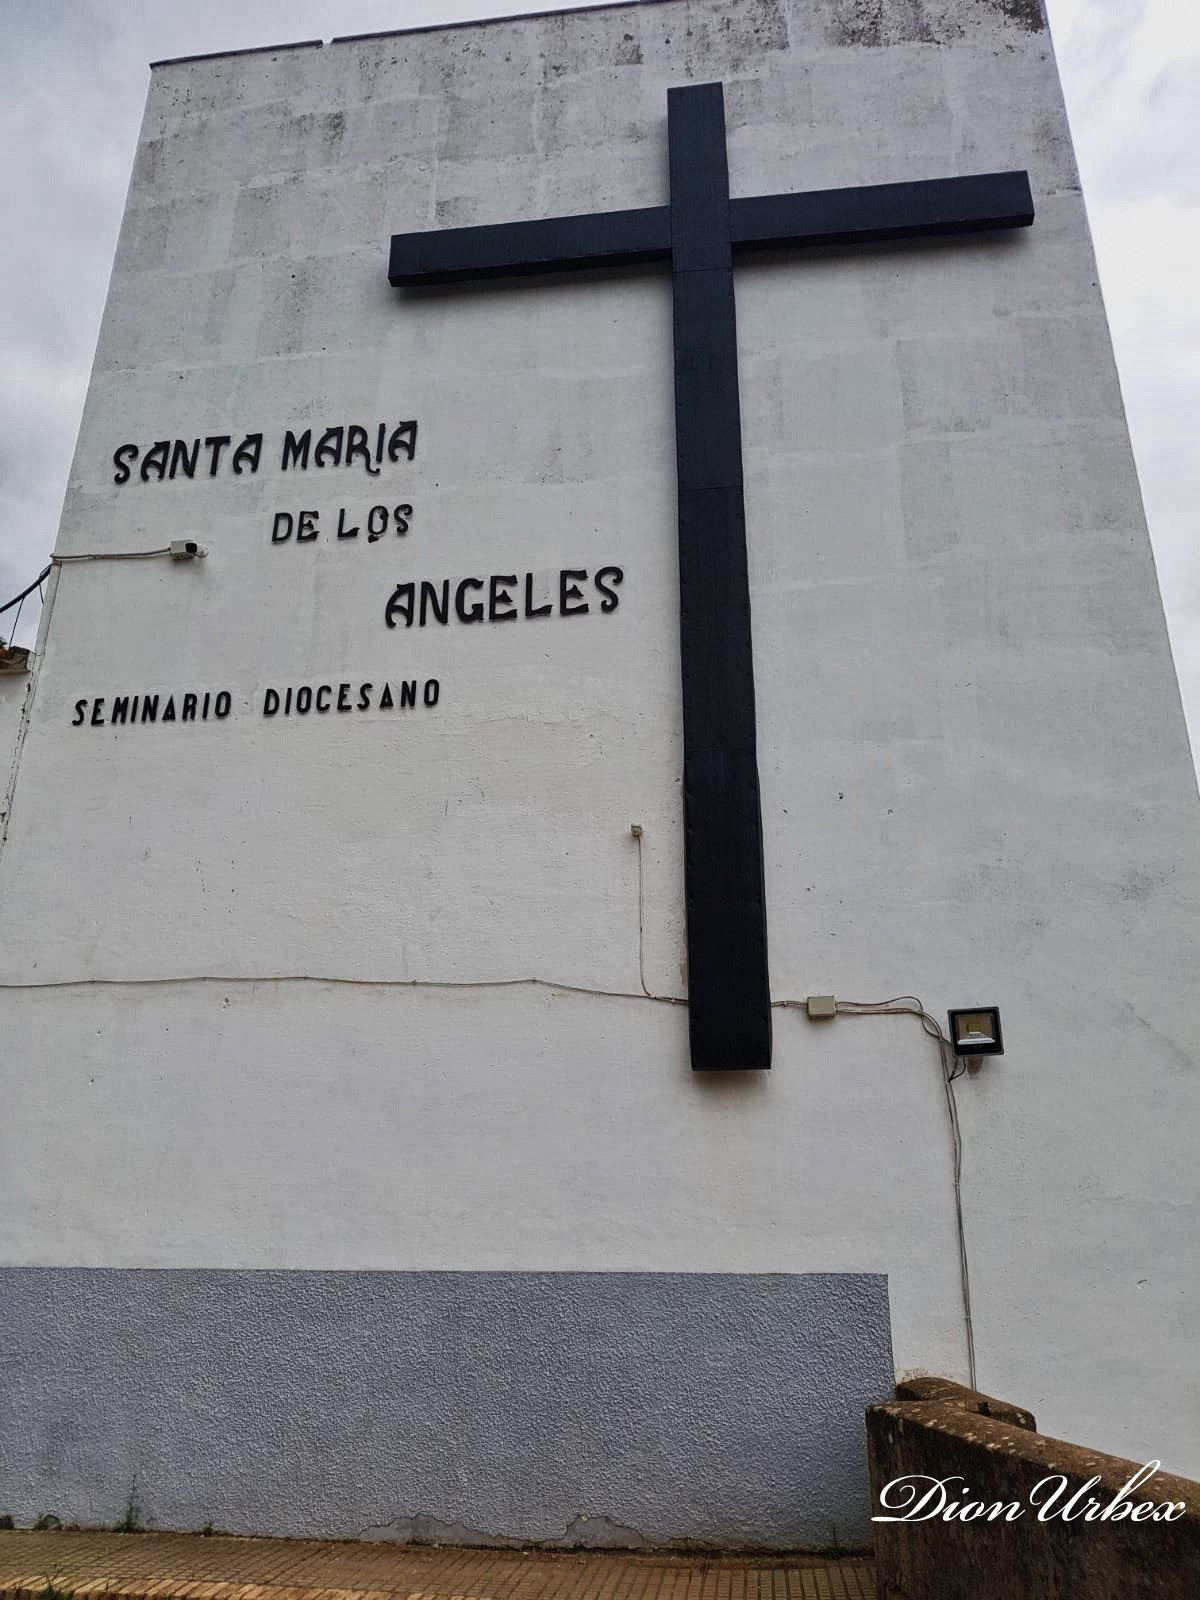 SANTA MARIA
DE LOS
ANGELES
SEMINARIO DIOCESANO
Dion Urbex